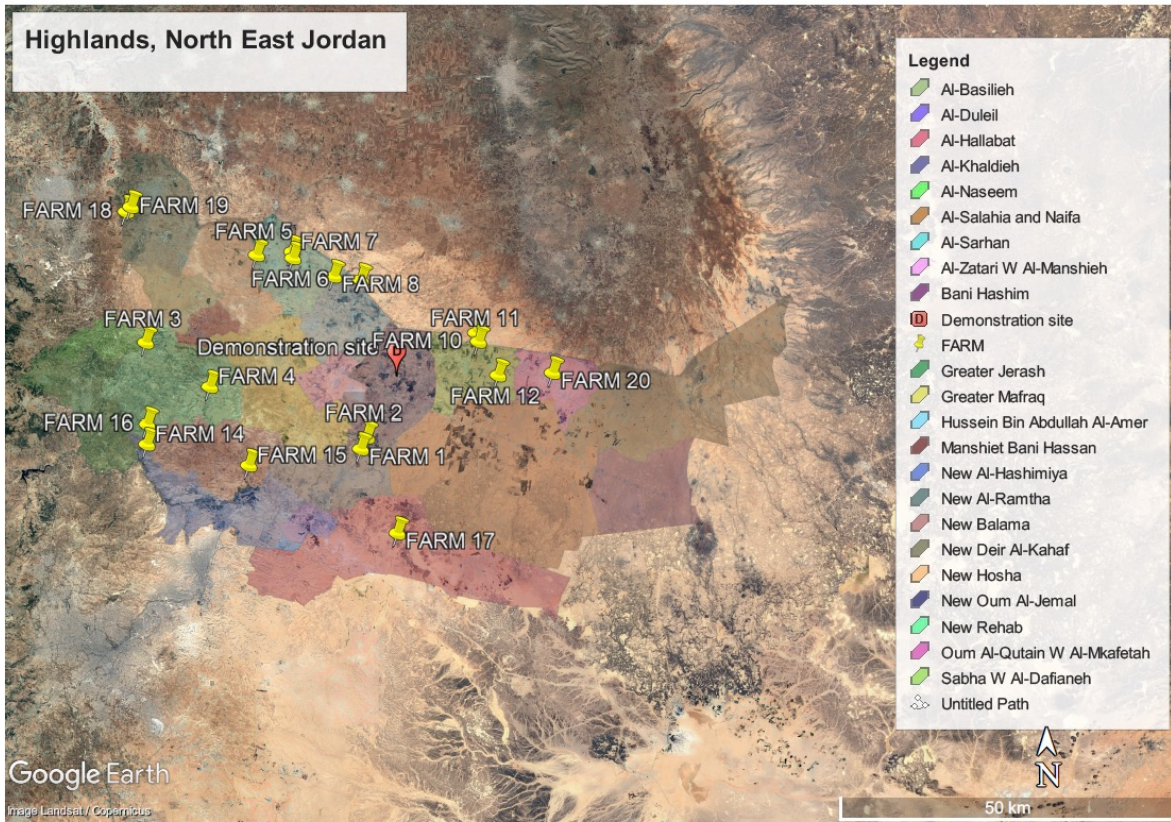 Highlands, North East Jordan
FARM 18
FARM 19
FARM 5
FARM 7
FARM 6
FARM 8
FARM 3
FARM 11
Demonstration site
FARM 10
D
FARM 4
FARM 20
FARM 12
FARM 2
FARM 16
FARM 14
FARM 15
FARM 1
FARM 17
Legend
Al-Basilieh
Al-Duleil
Al-Hallabat
Al-Khaldieh
Al-Naseem
Al-Salahia and Naifa
Al-Sarhan
Al-Zatari W Al-Manshieh
Bani Hashim
D Demonstration site
FARM
Greater Jerash
Greater Mafraq
Hussein Bin Abdullah Al-Amer
Manshiet Bani Hassan
New Al-Hashimiya
New Al-Ramtha
New Balama
New Deir Al-Kahaf
New Hosha
New Oum Al-Jemal
New Rehab
Oum Al-Qutain W Al-Mkafetah
Sabha W Al-Dafianeh
Untitled Path
N
50 km
Google Earth
Image Landsat / Copernicus